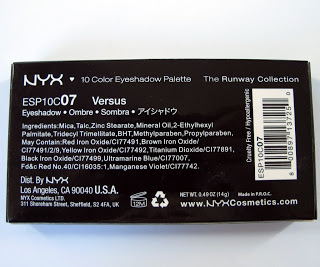 NYX ♥ 10 Color Eyeshadow Palette The Runway Collection
ESP10C07 Versus
Eyeshadow • Ombre • Sombra • アイシャドウ
Ingredients:Mica,Talc,Zinc Stearate,Mineral Oil,2-Ethylhexyl
Palmitate,Tridecyl Trimellitate,BHT,Methylparaben,Propylparaben,
May Contain:Red Iron Oxide/CI77491,Brown Iron Oxide/
CI77491/2/9,Yellow Iron Oxide/CI77492,Titanium Dioxide/CI77891,
Black Iron Oxide/CI77499,Ultramarine Blue/CI77007,
Fd&c Red No.40/CI16035:1,Manganese Violet/CI77742.
Dist. By NYX
Los Angeles, CA 90040 U.S.A.
NYX Cosmetics LTD.
311 Shoreham Street, Sheffield, S2 4FA U.K.
12M
NET WT. 0.49 OZ (14g)
Made in P.R.C.
www.NYXCosmetics.com
Cruelty Free / Hypoallergenic
ESP10C07